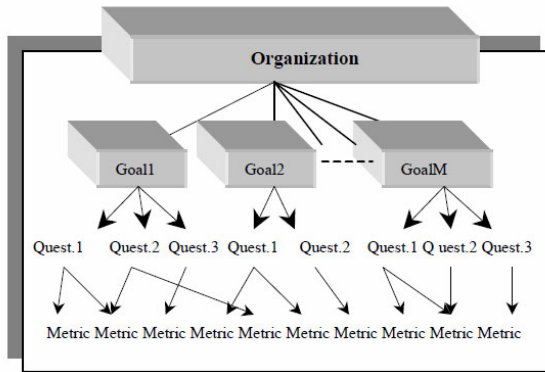 Organization
Goal1 Goal2 GoalM
Quest.1 Quest.2 Quest.3 Quest.1 Quest.2 Quest.1 Q uest.2 Quest.3
Metric Metric Metric Metric Metric Metric Metric Metric Metric Metric